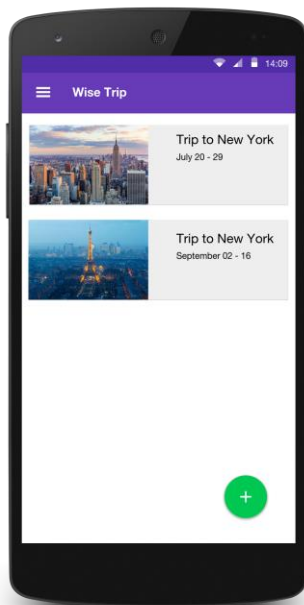 14:09
Wise Trip
Trip to New York
July 20 - 29
Trip to New York
September 02 - 16
+